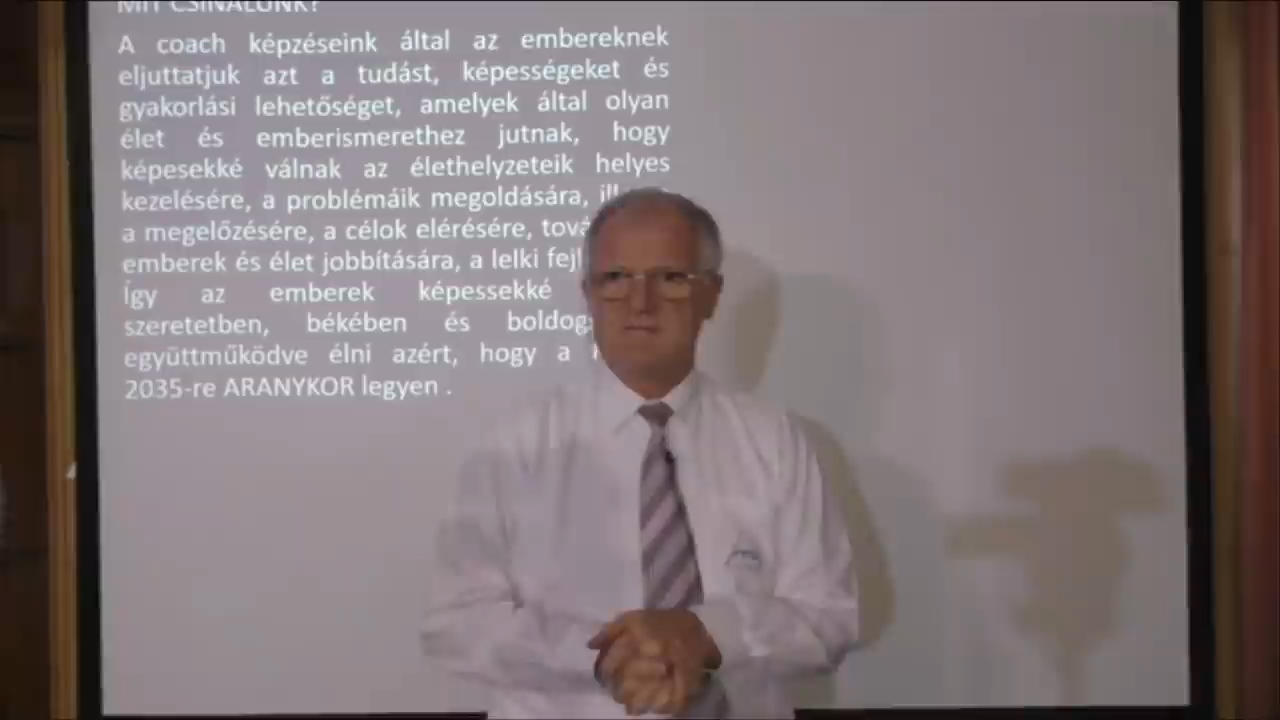 MIT CSINÁLUNK?
A coach képzéseink által az embereknek
eljuttatjuk azt a tudást, képességeket és
gyakorlási lehetőséget, amelyek által olyan
élet és emberismerethez jutnak, hogy
képesekké válnak az élethelyzeteik helyes
kezelésére, a problémáik megoldására,
a megelőzésére, a célok elérésére,
emberek és élet jobbítására, a lelki
Így az emberek képessekké
szeretetben, békében és
együttműködve élni azért, hogy a
2035-re ARANYKOR legyen .